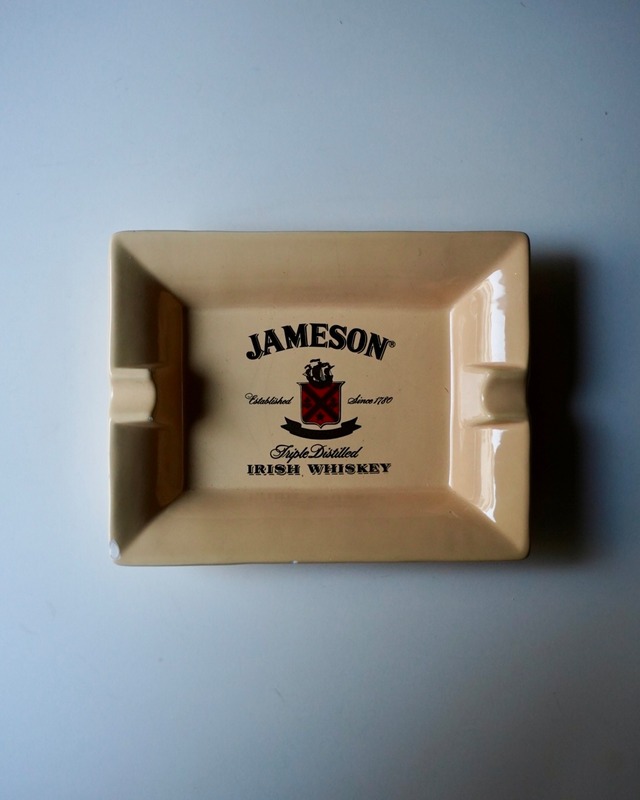 JAMESON®
Established Since 1780
Triple Distilled
IRISH WHISKEY